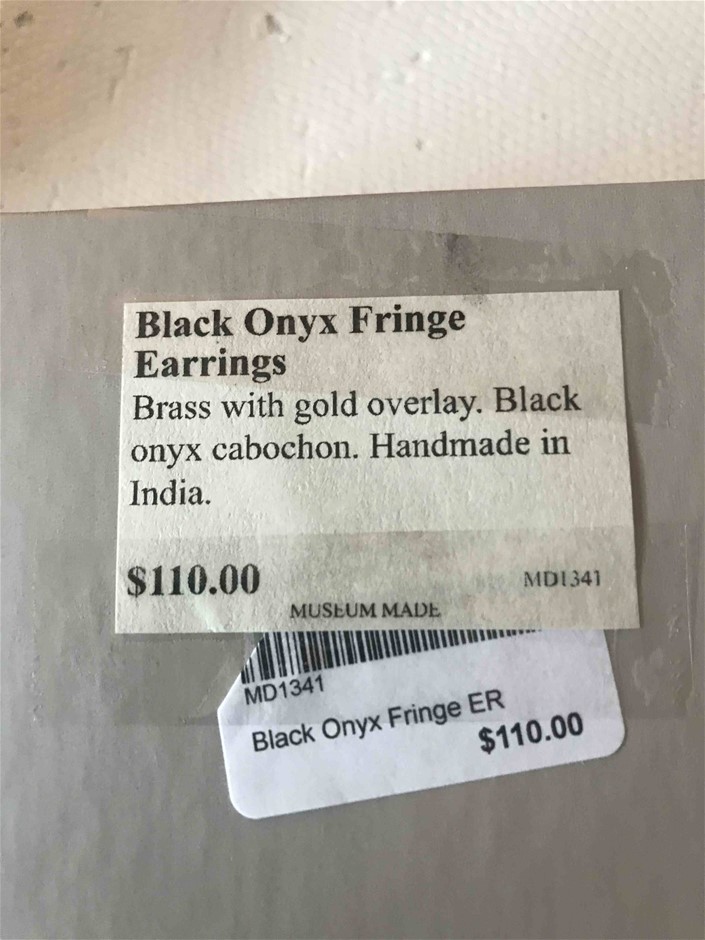 Black Onyx Fringe
Earrings
Brass with gold overlay. Black
onyx cabochon. Handmade in
India.
$110.00
MD1341
MUSEUM MADE
MD1341
Black Onyx Fringe ER
$110.00